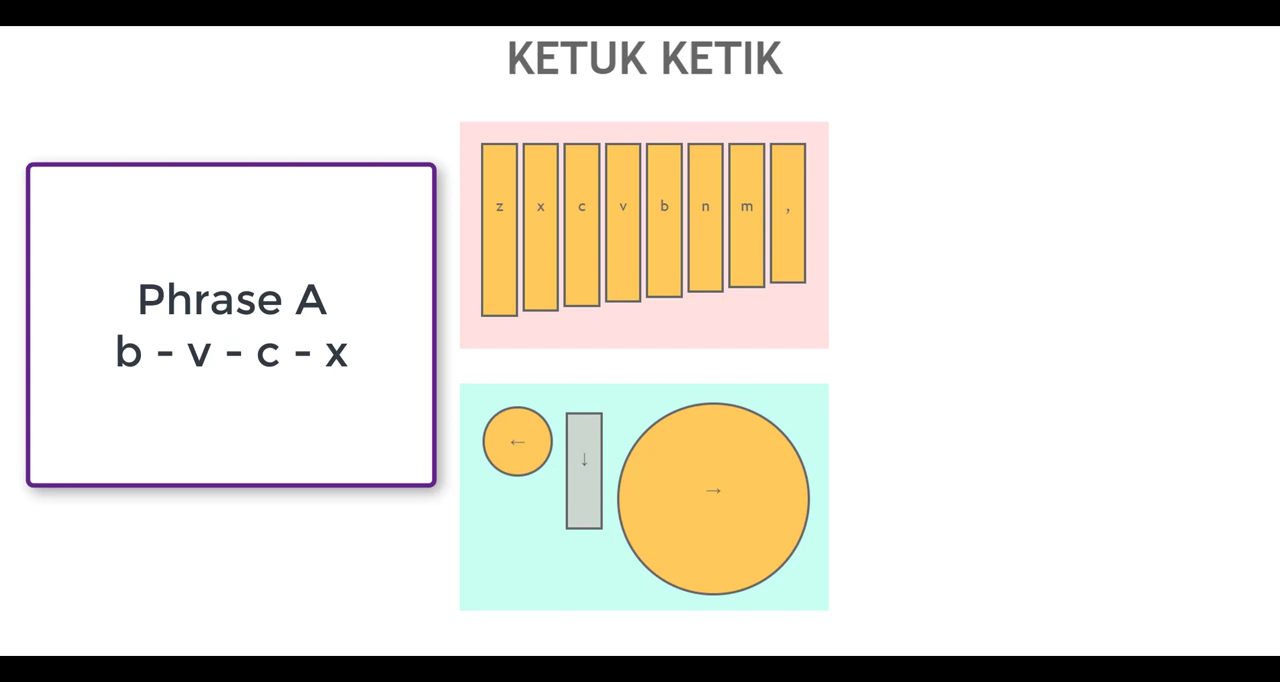 KETUK KETIK
Phrase A
b - v - c - x
z x c v b n m ,
← ↓ →